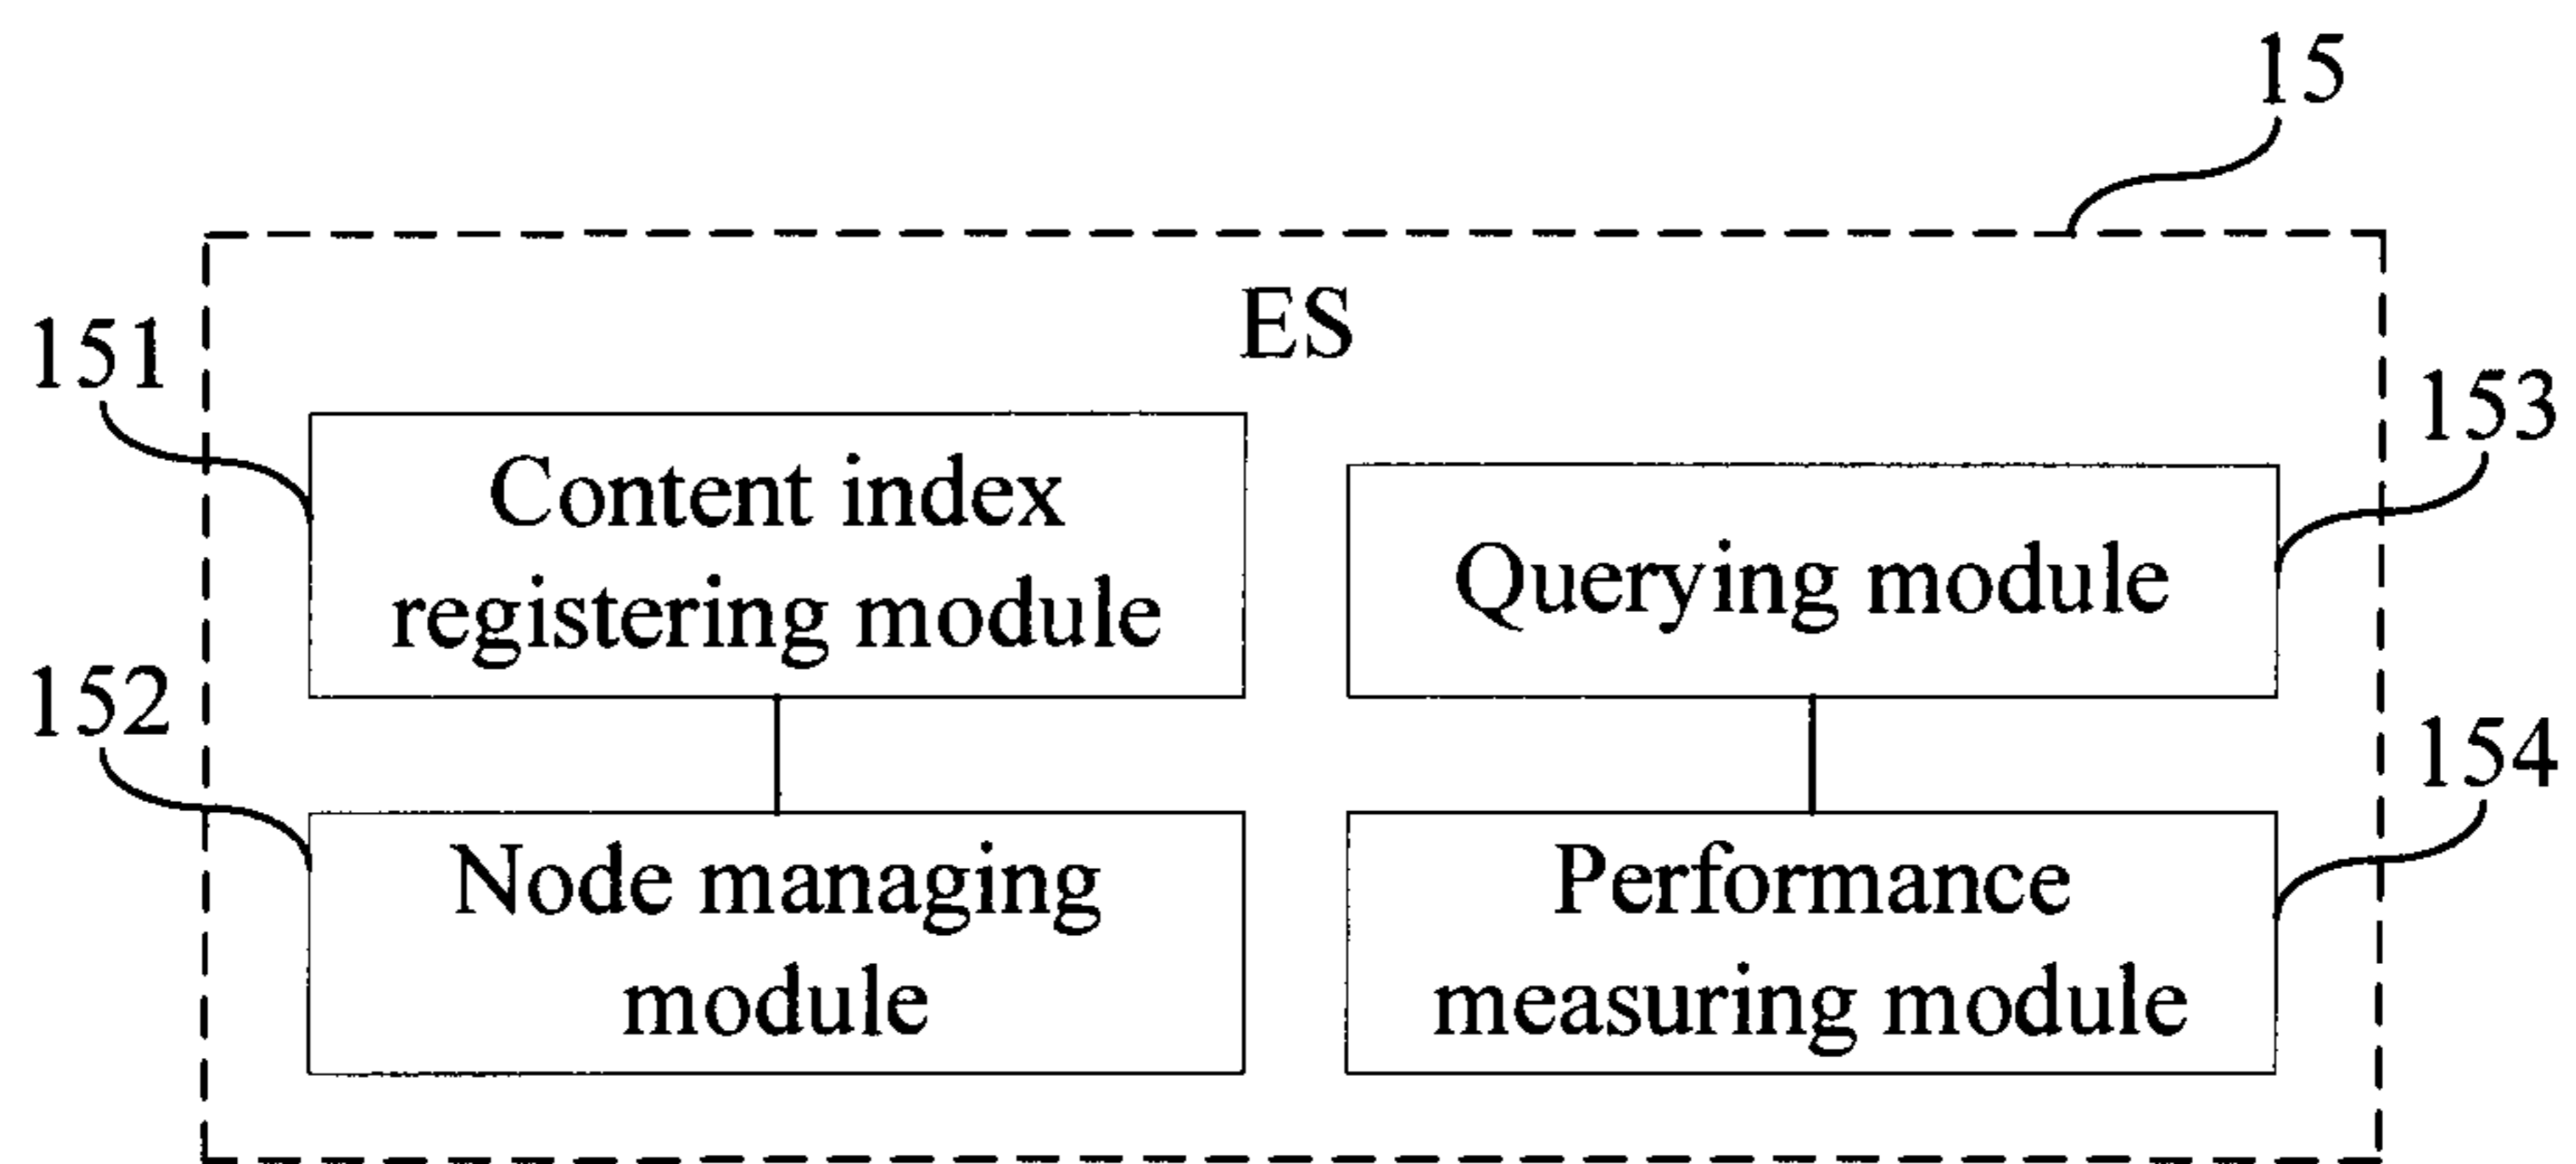 15
ES
151
Content index
registering module
153
Querying module
152
Node managing
module
154
Performance
measuring module